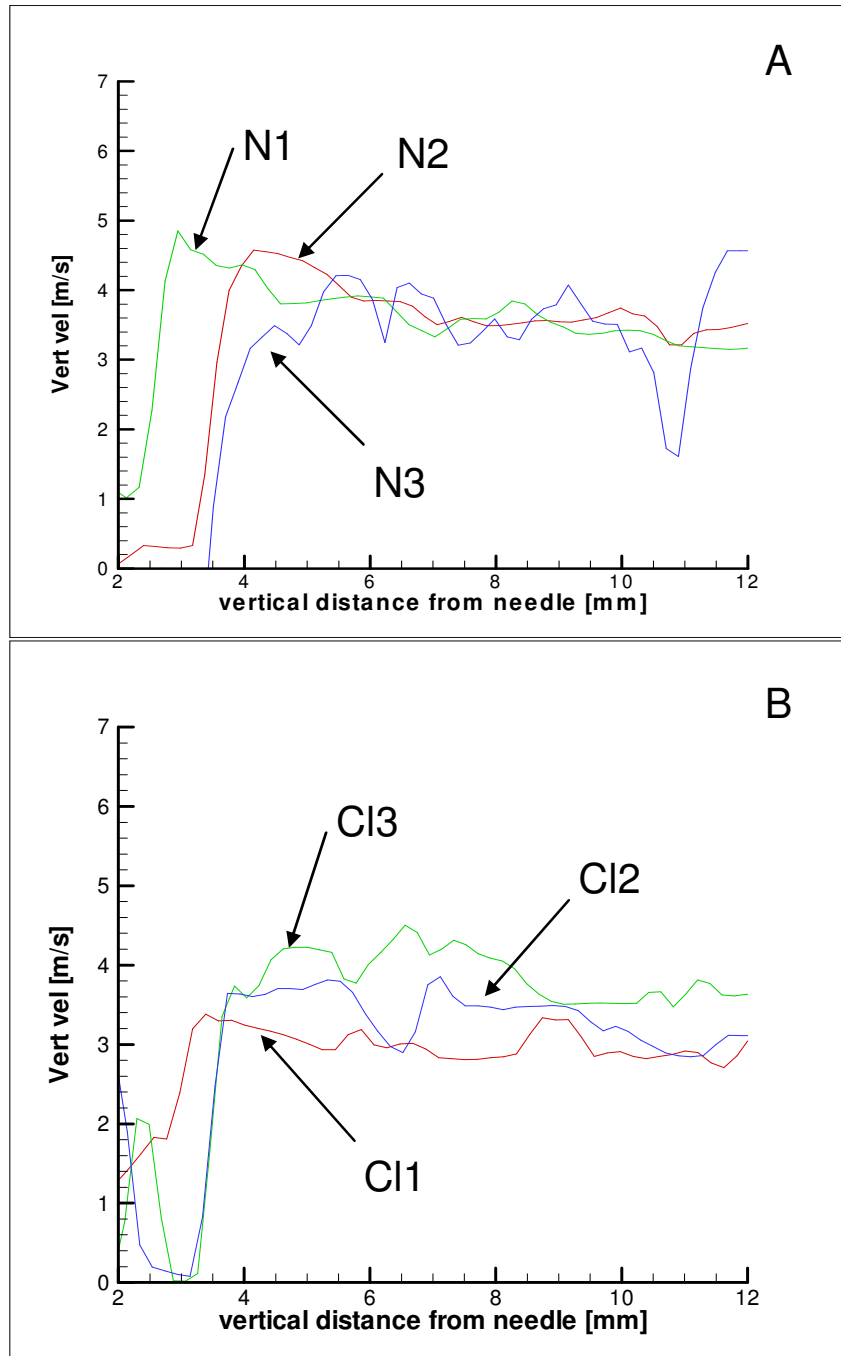 A
7
6
5
4
3
2
1
0
Vert vel [m/s]
N1
N2
N3
2 4 6 8 10 12
vertical distance from needle [mm]
B
7
6
5
4
3
2
1
0
Vert vel [m/s]
Cl3
Cl2
Cl1
2 4 6 8 10 12
vertical distance from needle [mm]